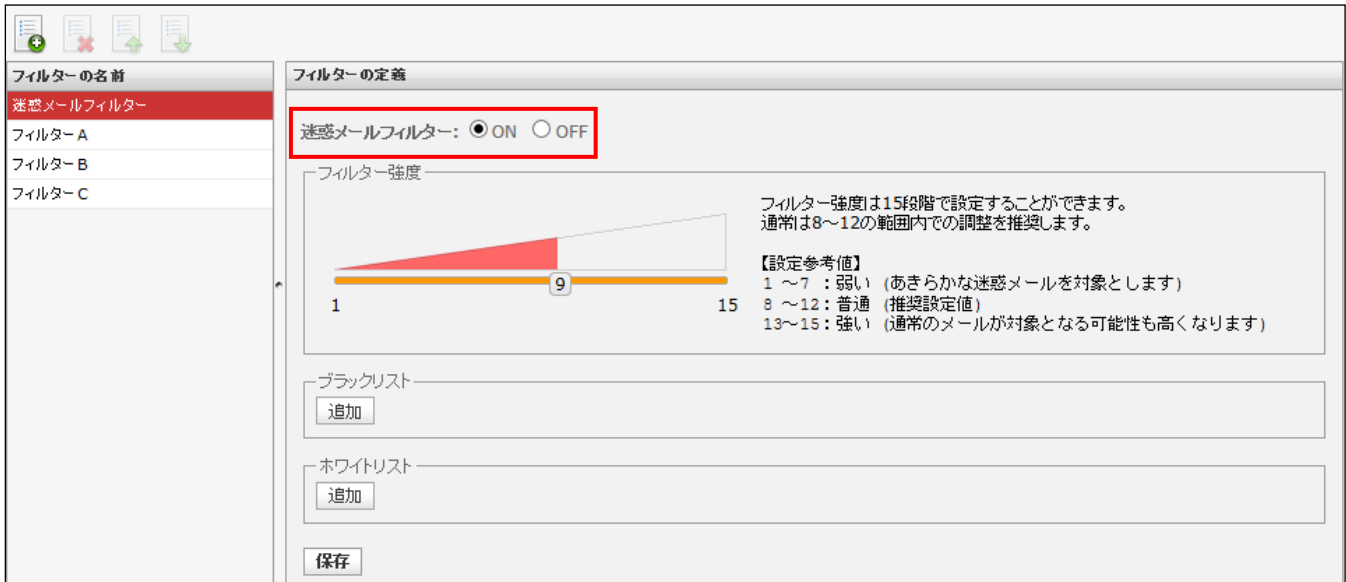 フィルターの名前
迷惑メールフィルター
フィルターA
フィルターB
フィルターC
フィルターの定義
迷惑メールフィルター: ON OFF
フィルター強度
9
1 15
フィルター強度は15段階で設定することができます。
通常は8～12の範囲内での調整を推奨します。
【設定参考値】
1 ～7 ：弱い (あきらかな迷惑メールを対象とします)
8 ～12：普通 (推奨設定値)
13～15：強い (通常のメールが対象となる可能性も高くなります)
ブラックリスト
追加
ホワイトリスト
追加
保存